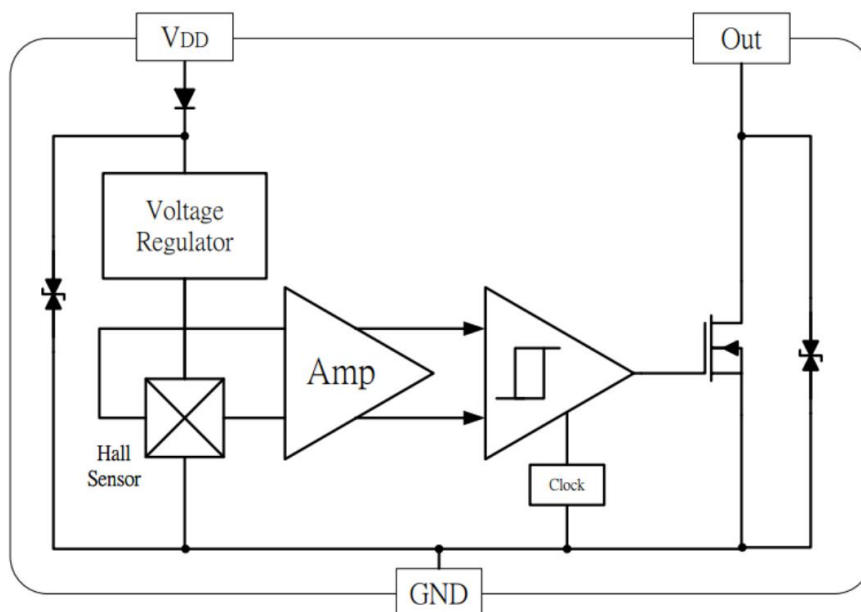 VDD
Out
Voltage
Regulator
Amp
Hall
Sensor
Clock
GND